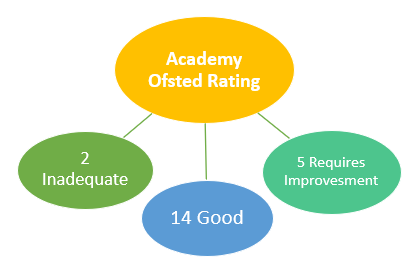 Academy
Ofsted Rating
2
Inadequate
14 Good
5 Requires
Improvesment